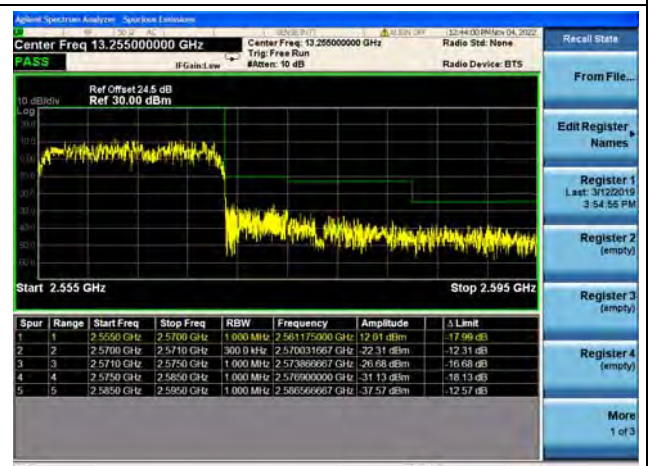 Agilent Spectrum Analyzer Spurious Emissions
Center Freq 13.255000000 GHz
Center Freq: 13.255000000 GHz
12:44:00 PM Nov 04, 2022
Radio Std: None
Trig: Free Run
PASS
IFGain:Low
#Atten: 10 dB
Radio Device: BTS
Ref Offset 24.5 dB
10 dB/div Ref 30.00 dBm
Log
Start 2.555 GHz
Stop 2.595 GHz
Spur Range Start Freq Stop Freq RBW Frequency Amplitude Δ Limit
1 1 2.5550 GHz 2.5700 GHz 1.000 MHz 2.561175000 GHz 12.01 dBm -17.99 dB
2 2 2.5700 GHz 2.5710 GHz 300.0 kHz 2.570031667 GHz -22.31 dBm -12.31 dB
3 3 2.5710 GHz 2.5750 GHz 1.000 MHz 2.573866667 GHz -26.68 dBm -16.68 dB
4 4 2.5750 GHz 2.5850 GHz 1.000 MHz 2.576900000 GHz -31.13 dBm -18.13 dB
5 5 2.5850 GHz 2.5950 GHz 1.000 MHz 2.586566667 GHz -37.57 dBm -12.57 dB
Recall State
From File...
Edit Register
Names
Register 1
Last: 3/12/2019
3:54:55 PM
Register 2
(empty)
Register 3
(empty)
Register 4
(empty)
More
1 of 3